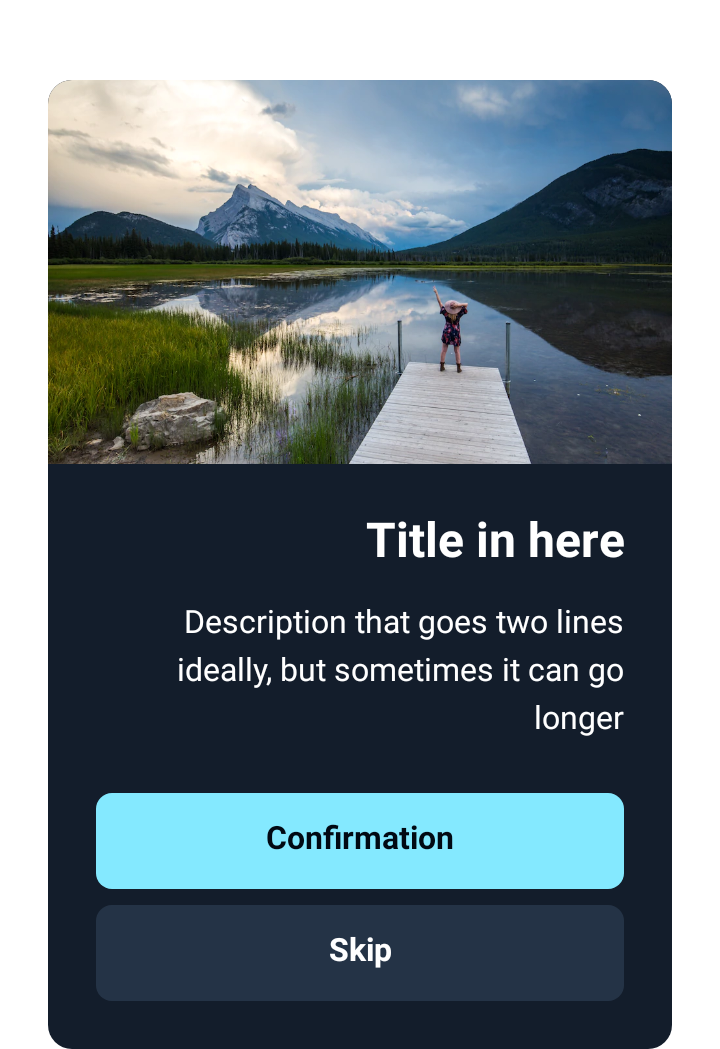 Title in here
Description that goes two lines
ideally, but sometimes it can go
longer
Confirmation
Skip